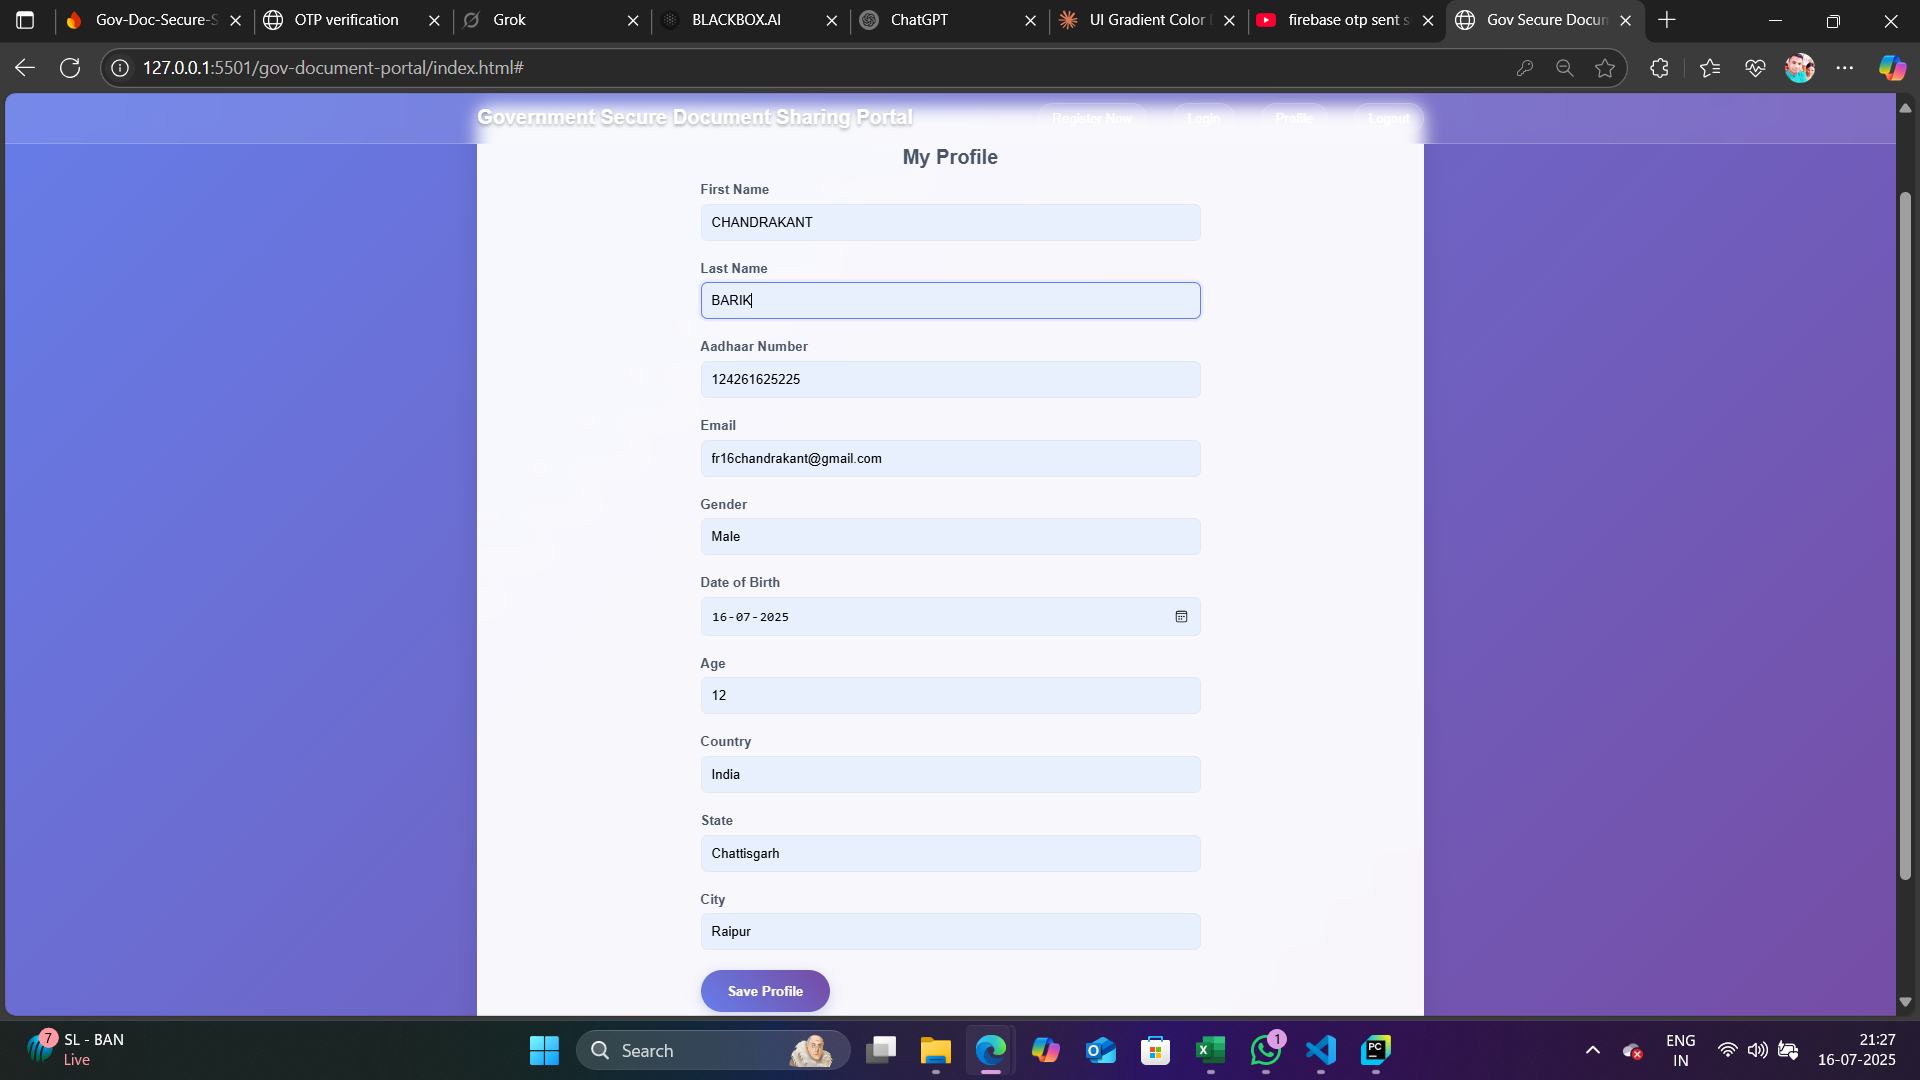 Gov-Doc-Secure-S
OTP verification
Grok
BLACKBOX.AI
ChatGPT
UI Gradient Color
firebase otp sent s
Gov Secure Docum
127.0.0.1:5501/gov-document-portal/index.html#
Government Secure Document Sharing Portal
Register Now
Login
Profile
Logout
My Profile
First Name
CHANDRAKANT
Last Name
BARIK
Aadhaar Number
124261625225
Email
fr16chandrakant@gmail.com
Gender
Male
Date of Birth
16-07-2025
Age
12
Country
India
State
Chattisgarh
City
Raipur
Save Profile
7
SL - BAN
Live
Search
1
PC
ENG
IN
21:27
16-07-2025